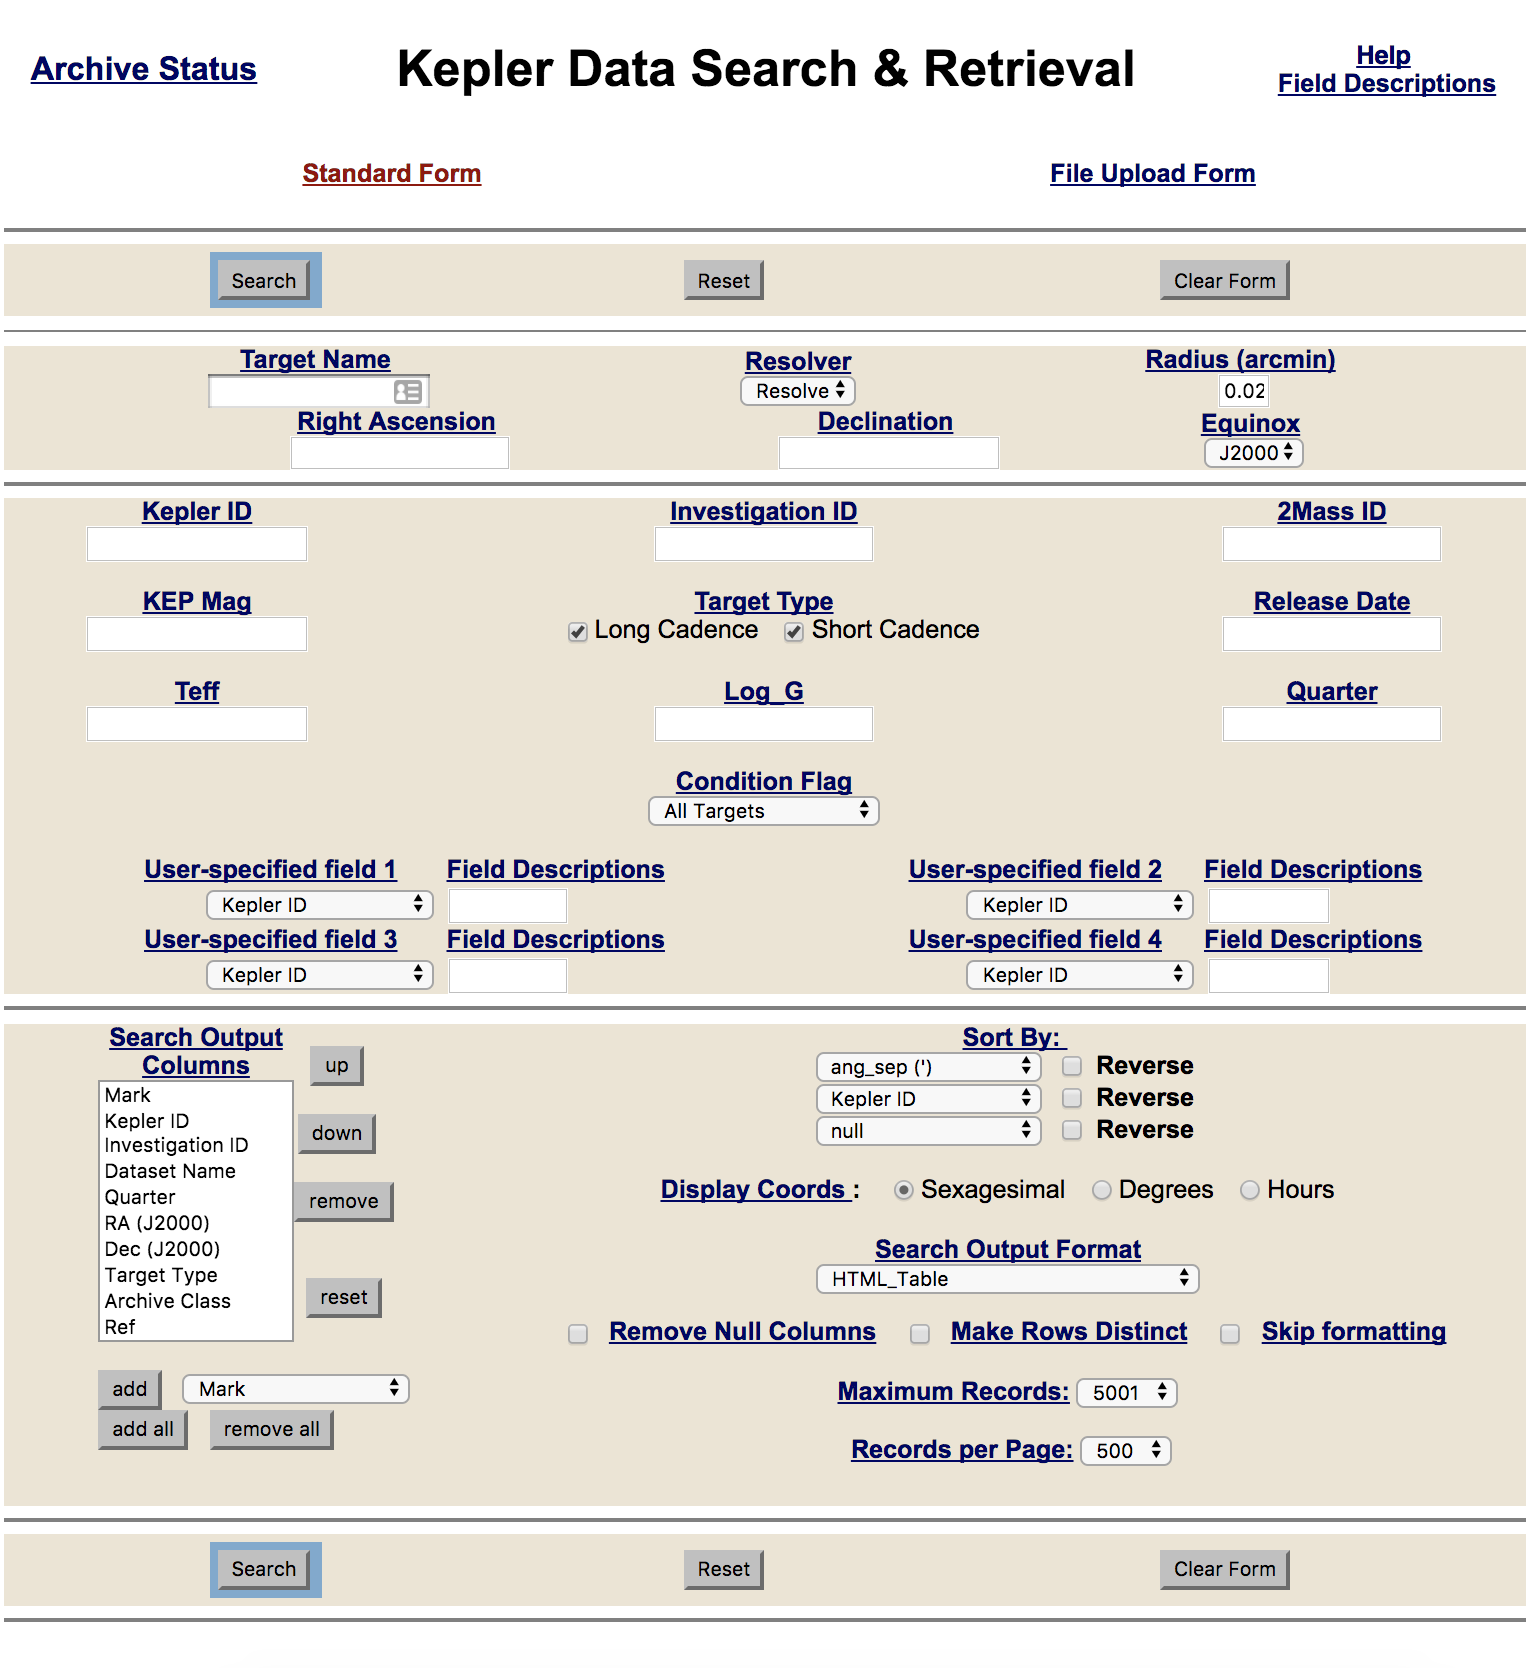 Archive Status
Kepler Data Search & Retrieval
Help
Field Descriptions
Standard Form
File Upload Form
Search
Reset
Clear Form
Target Name
Resolver
Radius (arcmin)
Resolve
0.02
Right Ascension
Declination
Equinox
J2000
Kepler ID
Investigation ID
2Mass ID
KEP Mag
Target Type
Release Date
Long Cadence
Short Cadence
Teff
Log_G
Quarter
Condition Flag
All Targets
User-specified field 1
Field Descriptions
User-specified field 2
Field Descriptions
Kepler ID
Kepler ID
User-specified field 3
Field Descriptions
User-specified field 4
Field Descriptions
Kepler ID
Kepler ID
Search Output
Columns
up
Mark
Kepler ID
Investigation ID
Dataset Name
Quarter
RA (J2000)
Dec (J2000)
Target Type
Archive Class
Ref
down
remove
reset
add
Mark
add all
remove all
Sort By:
ang_sep (')
Reverse
Kepler ID
Reverse
null
Reverse
Display Coords :
Sexagesimal
Degrees
Hours
Search Output Format
HTML_Table
Remove Null Columns
Make Rows Distinct
Skip formatting
Maximum Records:
5001
Records per Page:
500
Search
Reset
Clear Form